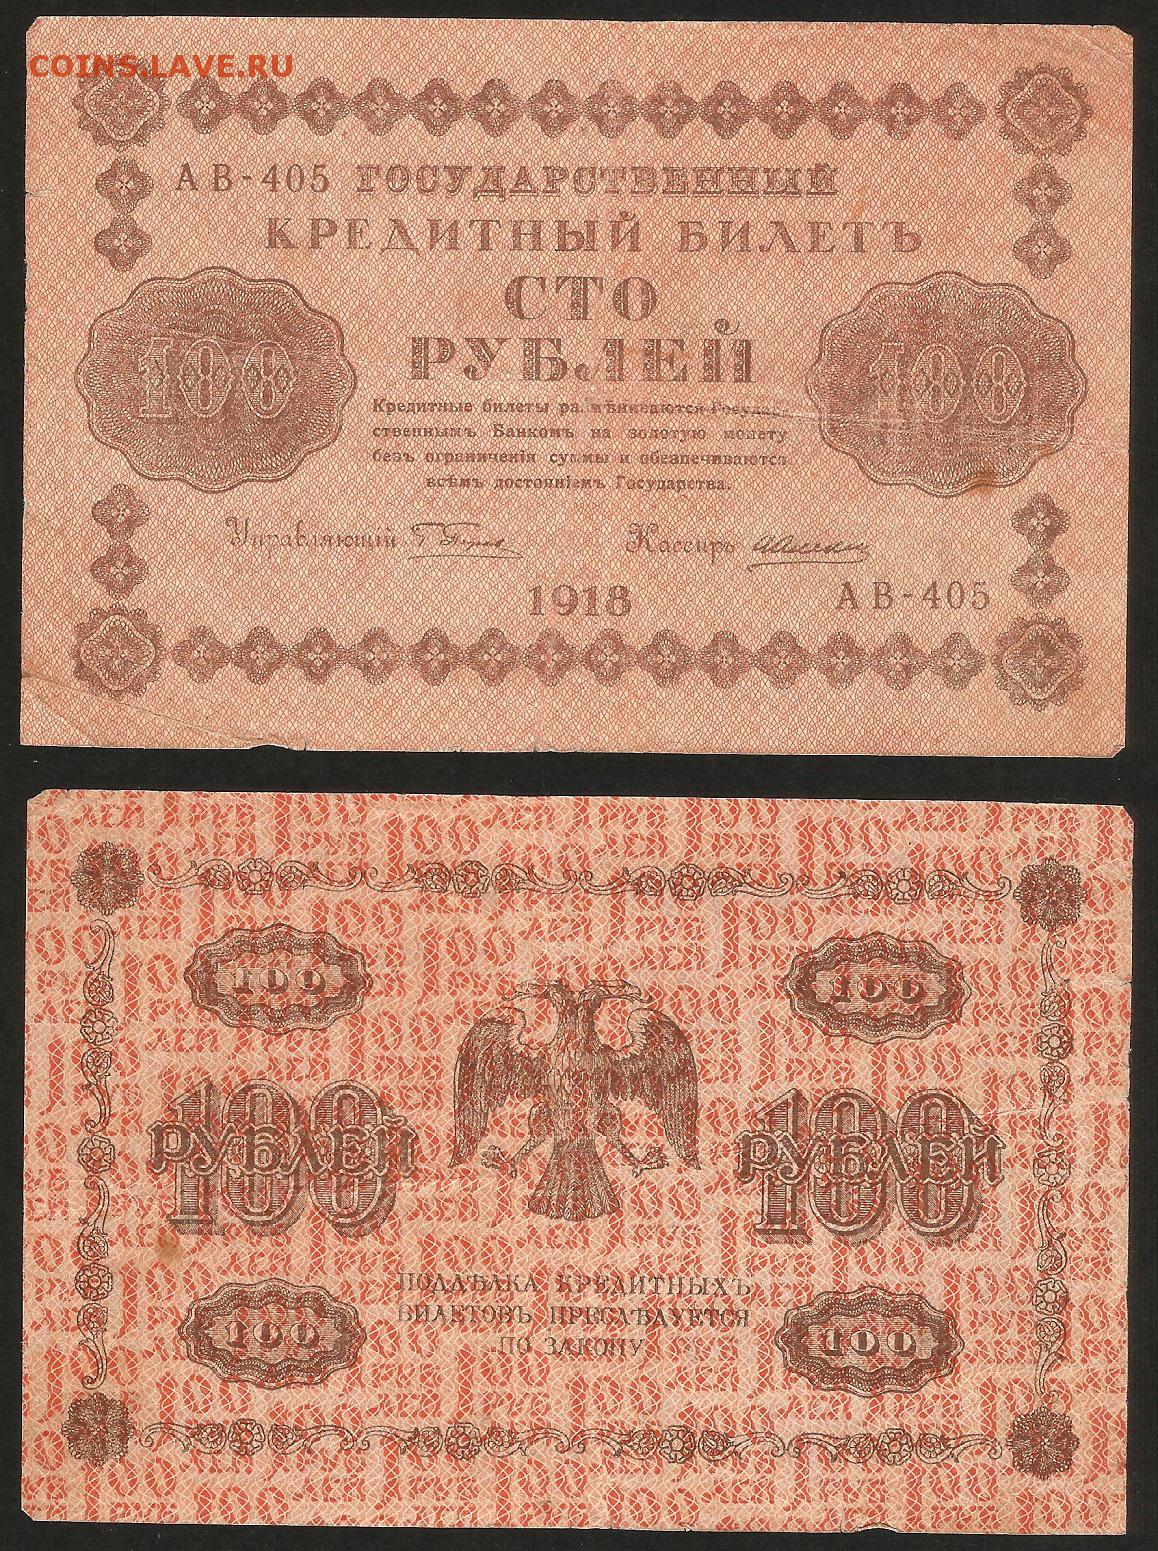 COINS.LAVE.RU
АВ-405 ГОСУДАРСТВЕННЫЙ
КРЕДИТНЫЙ БИЛЕТЪ
СТО
РУБЛЕЙ
100 100
Кредитные билеты размѣниваются Государ-
ственнымъ Банкомъ на золотую монету
безъ ограниченія суммы и обезпечиваются
всѣмъ достояніемъ Государства.
Управляющій Кассиръ
1918 АВ-405
100 100
100 100
РУБЛЕЙ РУБЛЕЙ
ПОДДѢЛКА КРЕДИТНЫХЪ
БИЛЕТОВЪ ПРЕСЛѢДУЕТСЯ
ПО ЗАКОНУ
100 100